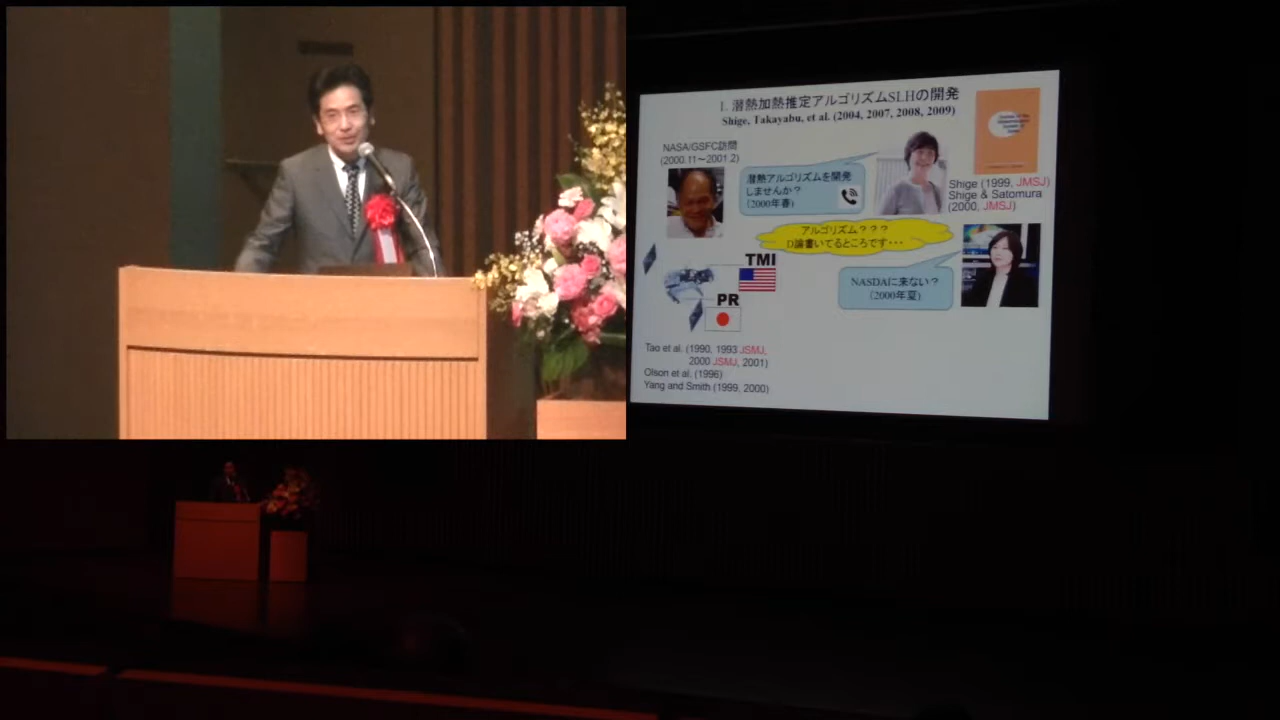 1. 潜熱加熱推定アルゴリズムSLHの開発
Shige, Takayabu, et al. (2004, 2007, 2008, 2009)
NASA/GSFC訪問
(2000.11～2001.2)
潜熱アルゴリズムを開発
しませんか？
(2000年春)
Shige (1999, JMSJ)
Shige & Satomura
(2000, JMSJ)
アルゴリズム？？？
D論書いてるところです・・・
NASDAに来ない？
(2000年夏)
TMI
PR
Tao et al. (1990, 1993 JSMJ,
2000 JSMJ, 2001)
Olson et al. (1996)
Yang and Smith (1999, 2000)